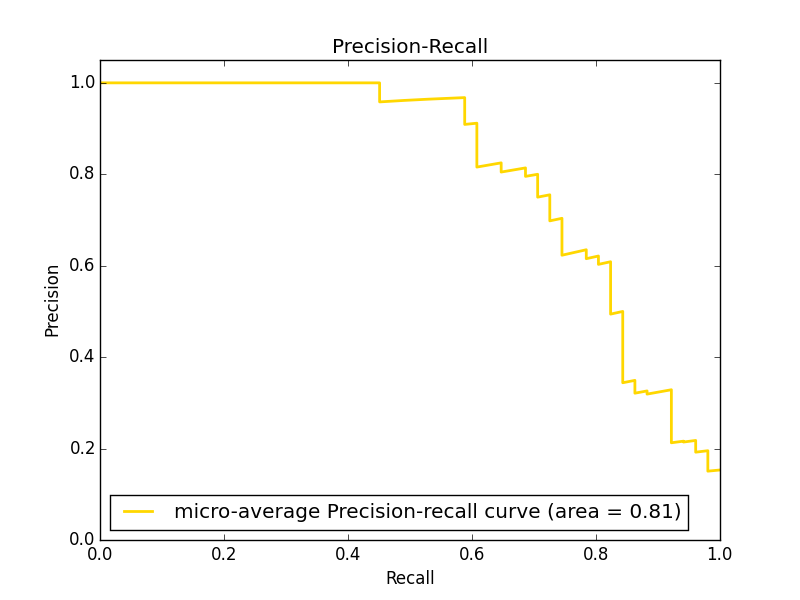 Precision-Recall
1.0
0.8
0.6
0.4
0.2
0.0
Precision
micro-average Precision-recall curve (area = 0.81)
0.0 0.2 0.4 0.6 0.8 1.0
Recall